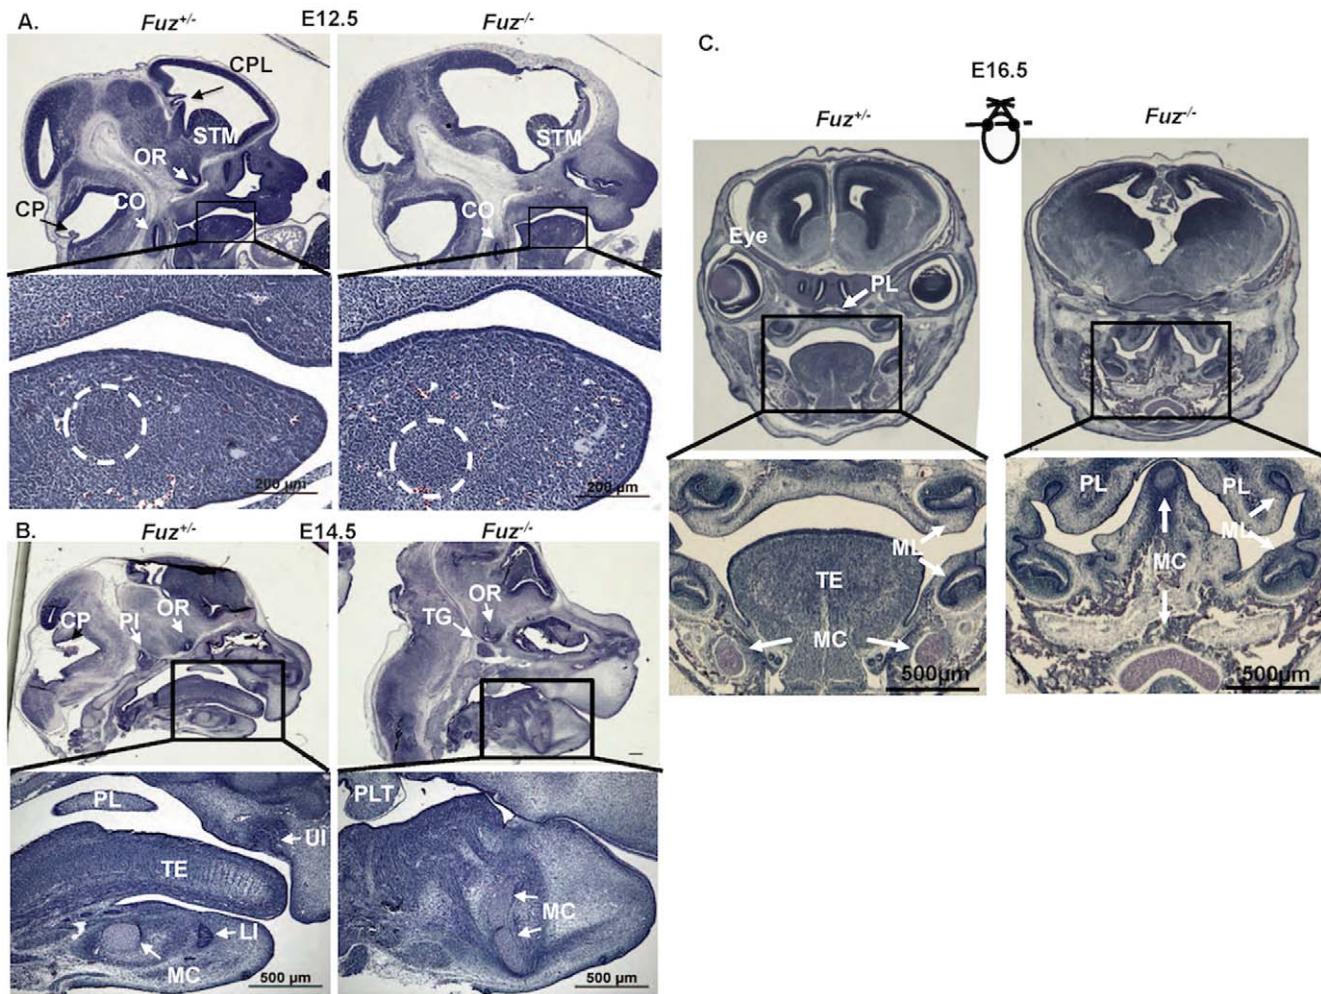 A.
Fuz+/-
E12.5
Fuz-/-
CPL
STM
OR
CP
CO
STM
CO
200 µm
200 µm
B.
Fuz+/-
E14.5
Fuz-/-
CP
PI
OR
TG
OR
PL
UI
TE
LI
MC
500 µm
PLT
MC
500 µm
C.
E16.5
Fuz+/-
Fuz-/-
Eye
PL
ML
TE
MC
500µm
PL
PL
ML
MC
500µm